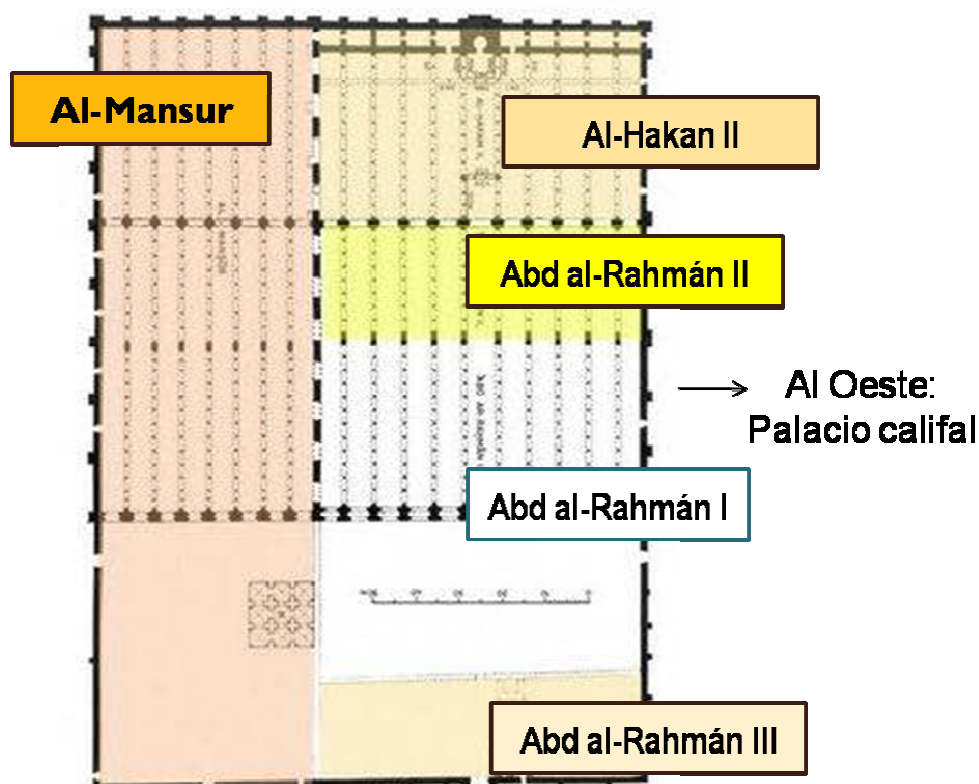 Al-Mansur
Al-Hakan II
Abd al-Rahmán II
Al Oeste:
Palacio califal
Abd al-Rahmán I
Abd al-Rahmán III